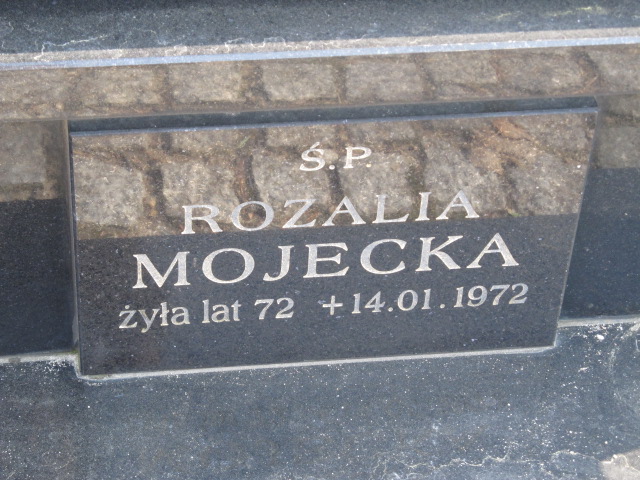 Ś.P.
ROZALIA
MOJECKA
żyła lat 72 +14.01.1972